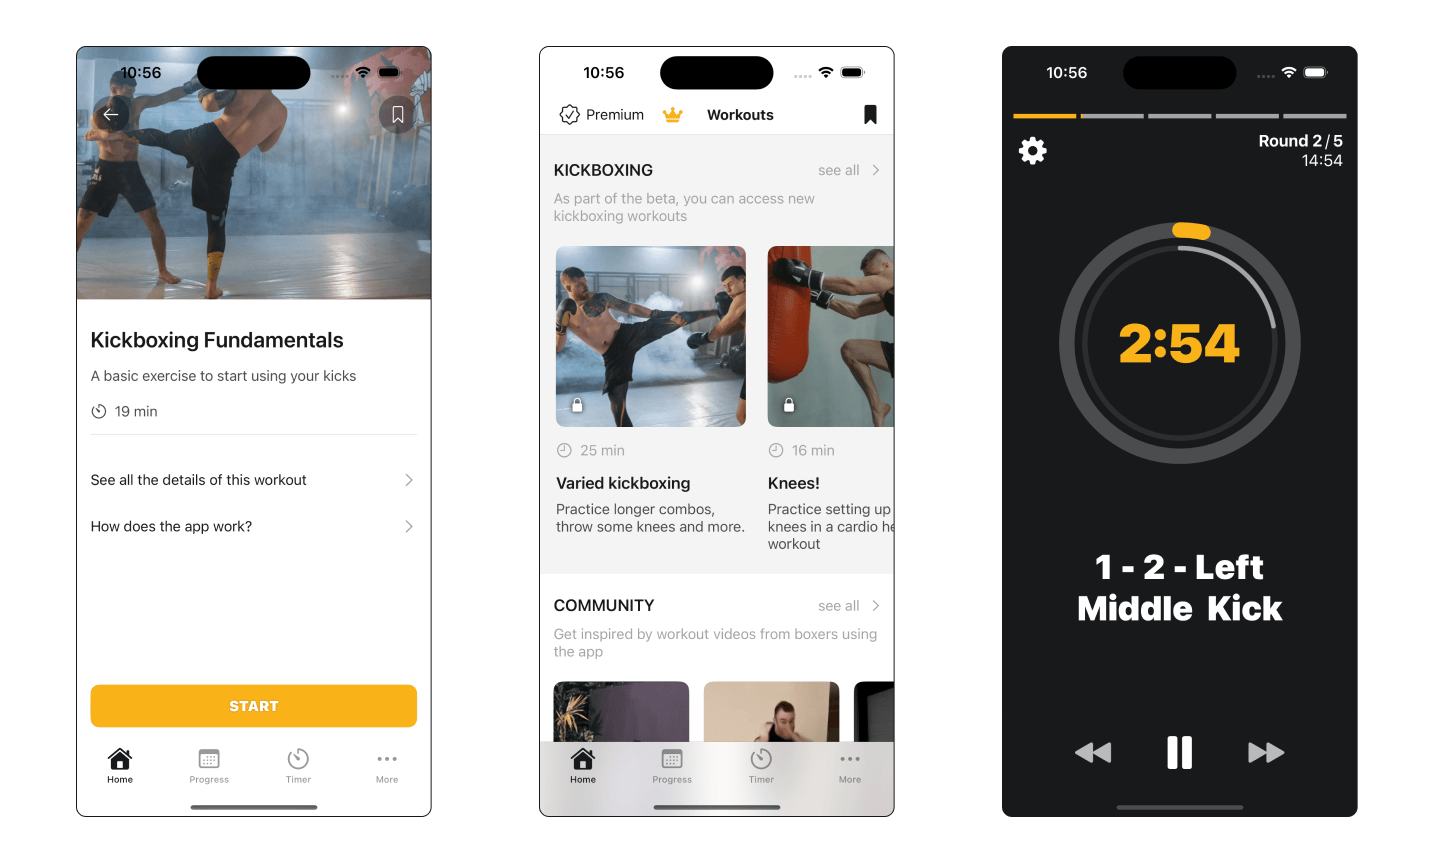 10:56
Kickboxing Fundamentals
A basic exercise to start using your kicks
19 min
See all the details of this workout
How does the app work?
START
Home Progress Timer More
10:56
Premium Workouts
KICKBOXING see all
As part of the beta, you can access new
kickboxing workouts
25 min 16 min
Varied kickboxing Knees!
Practice longer combos, Practice setting up
throw some knees and more. knees in a cardio
workout
COMMUNITY see all
Get inspired by workout videos from boxers using
the app
Home Progress Timer More
10:56
Round 2 / 5
14:54
2:54
1 - 2 - Left
Middle Kick